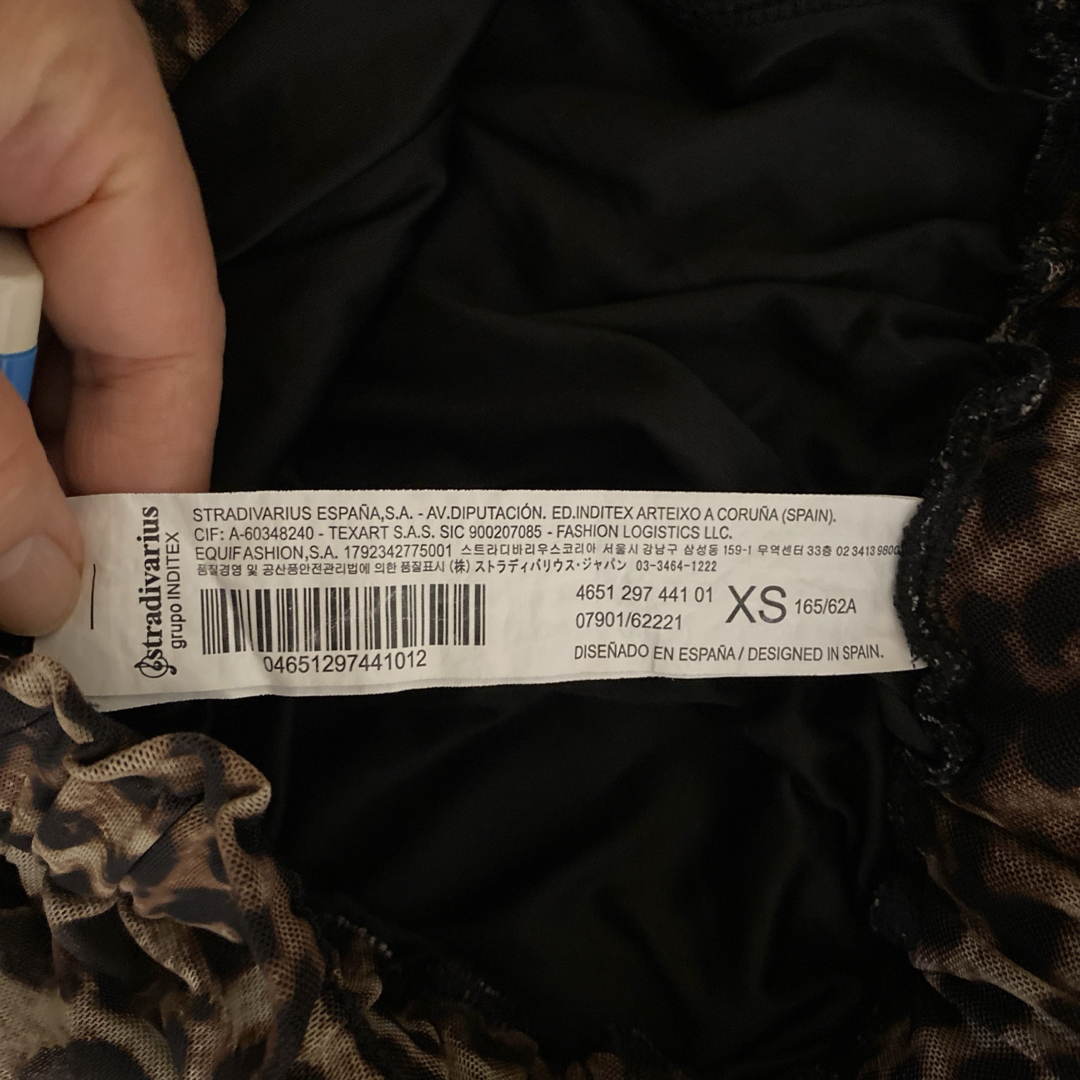 stradivarius
grupo INDITEX
STRADIVARIUS ESPAÑA,S.A. - AV.DIPUTACIÓN. ED.INDITEX ARTEIXO A CORUÑA (SPAIN).
CIF: A-60348240 - TEXART S.A.S. SIC 900207085 - FASHION LOGISTICS LLC.
EQUIFASHION,S.A. 1792342775001 스트라디바리우스코리아 서울시 강남구 삼성동 159-1 무역센터 33층 02 3413 9800
품질경영 및 공산품안전관리법에 의한 품질표시 (株) ストラディバリウス・ジャパン 03-3464-1222
4651 297 441 01 XS 165/62A
07901/62221
04651297441012
DISEÑADO EN ESPAÑA / DESIGNED IN SPAIN.